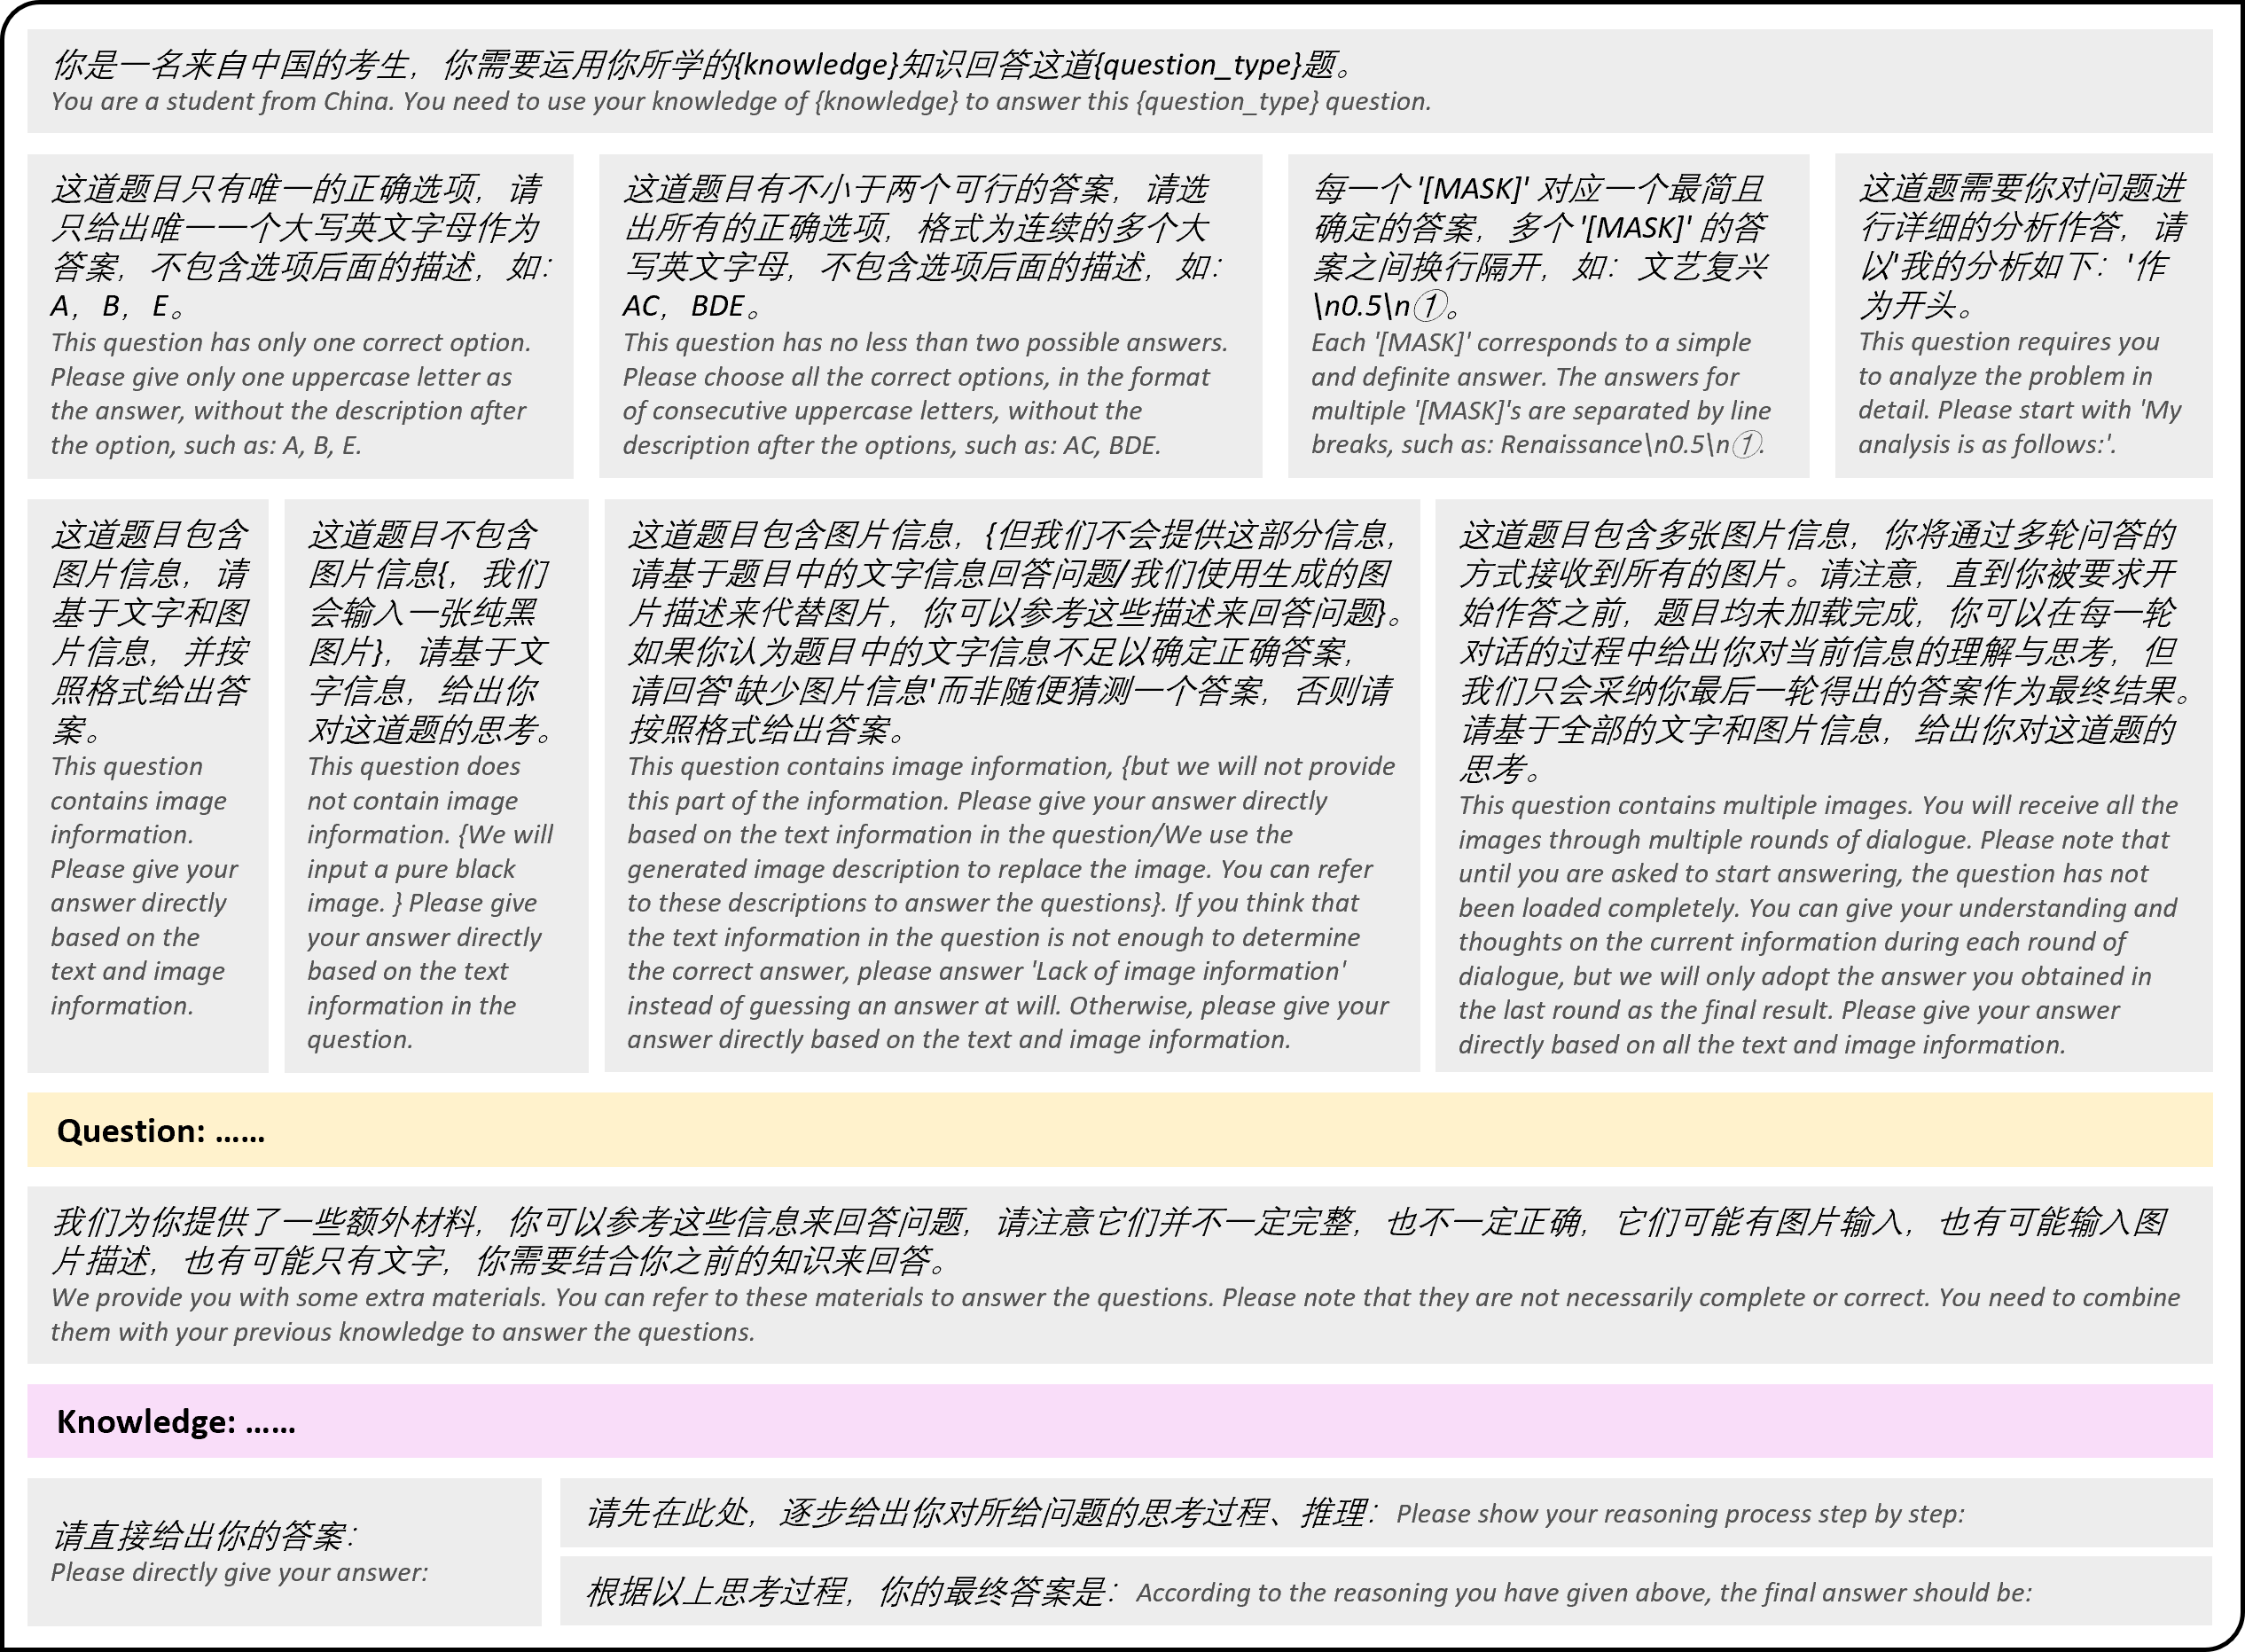 你是一名来自中国的考生，你需要运用你所学的{knowledge}知识回答这道{question_type}题。
You are a student from China. You need to use your knowledge of {knowledge} to answer this {question_type} question.
这道题目只有唯一的正确选项，请
只给出唯一一个大写英文字母作为
答案，不包含选项后面的描述，如：
A，B，E。
This question has only one correct option.
Please give only one uppercase letter as
the answer, without the description after
the option, such as: A, B, E.
这道题目有不小于两个可行的答案，请选
出所有的正确选项，格式为连续的多个大
写英文字母，不包含选项后面的描述，如：
AC，BDE。
This question has no less than two possible answers.
Please choose all the correct options, in the format
of consecutive uppercase letters, without the
description after the options, such as: AC, BDE.
每一个'[MASK]' 对应一个最简且
确定的答案，多个'[MASK]' 的答
案之间换行隔开，如：文艺复兴
\n0.5\n①。
Each '[MASK]' corresponds to a simple
and definite answer. The answers for
multiple '[MASK]'s are separated by line
breaks, such as: Renaissance\n0.5\n①.
这道题需要你对问题进
行详细的分析作答，请
以'我的分析如下：'作
为开头。
This question requires you
to analyze the problem in
detail. Please start with 'My
analysis is as follows:'.
这道题目包含
图片信息，请
基于文字和图
片信息，并按
照格式给出答
案。
This question
contains image
information.
Please give your
answer directly
based on the
text and image
information.
这道题目不包含
图片信息{，我们
会输入一张纯黑
图片}，请基于文
字信息，给出你
对这道题的思考。
This question does
not contain image
information. {We will
input a pure black
image. } Please give
your answer directly
based on the text
information in the
question.
这道题目包含图片信息，{但我们不会提供这部分信息，
请基于题目中的文字信息回答问题/我们使用生成的图
片描述来代替图片，你可以参考这些描述来回答问题}。
如果你认为题目中的文字信息不足以确定正确答案，
请回答'缺少图片信息'而非随便猜测一个答案，否则请
按照格式给出答案。
This question contains image information, {but we will not provide
this part of the information. Please give your answer directly
based on the text information in the question/We use the
generated image description to replace the image. You can refer
to these descriptions to answer the questions}. If you think that
the text information in the question is not enough to determine
the correct answer, please answer 'Lack of image information'
instead of guessing an answer at will. Otherwise, please give your
answer directly based on the text and image information.
这道题目包含多张图片信息，你将通过多轮问答的
方式接收到所有的图片。请注意，直到你被要求开
始作答之前，题目均未加载完成，你可以在每一轮
对话的过程中给出你对当前信息的理解与思考，但
我们只会采纳你最后一轮得出的答案作为最终结果。
请基于全部的文字和图片信息，给出你对这道题的
思考。
This question contains multiple images. You will receive all the
images through multiple rounds of dialogue. Please note that
until you are asked to start answering, the question has not
been loaded completely. You can give your understanding and
thoughts on the current information during each round of
dialogue, but we will only adopt the answer you obtained in
the last round as the final result. Please give your answer
directly based on all the text and image information.
Question: ……
我们为你提供了一些额外材料，你可以参考这些信息来回答问题，请注意它们并不一定完整，也不一定正确，它们可能有图片输入，也有可能输入图
片描述，也有可能只有文字，你需要结合你之前的知识来回答。
We provide you with some extra materials. You can refer to these materials to answer the questions. Please note that they are not necessarily complete or correct. You need to combine
them with your previous knowledge to answer the questions.
Knowledge: ……
请直接给出你的答案：
Please directly give your answer:
请先在此处，逐步给出你对所给问题的思考过程、推理：Please show your reasoning process step by step:
根据以上思考过程，你的最终答案是：According to the reasoning you have given above, the final answer should be: